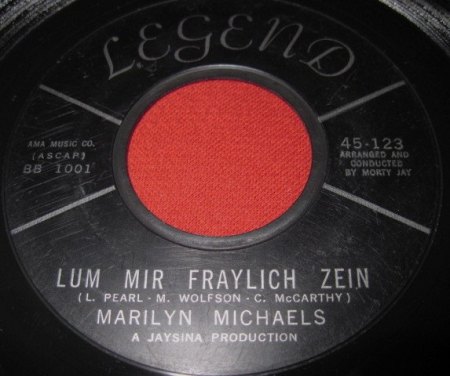 LEGEND
AMA MUSIC CO.
(ASCAP)
BB 1001
45-123
ARRANGED AND
CONDUCTED
BY MORTY JAY
LUM MIR FRAYLICH ZEIN
(L. PEARL - M. WOLFSON - C. McCARTHY)
MARILYN MICHAELS
A JAYSINA PRODUCTION